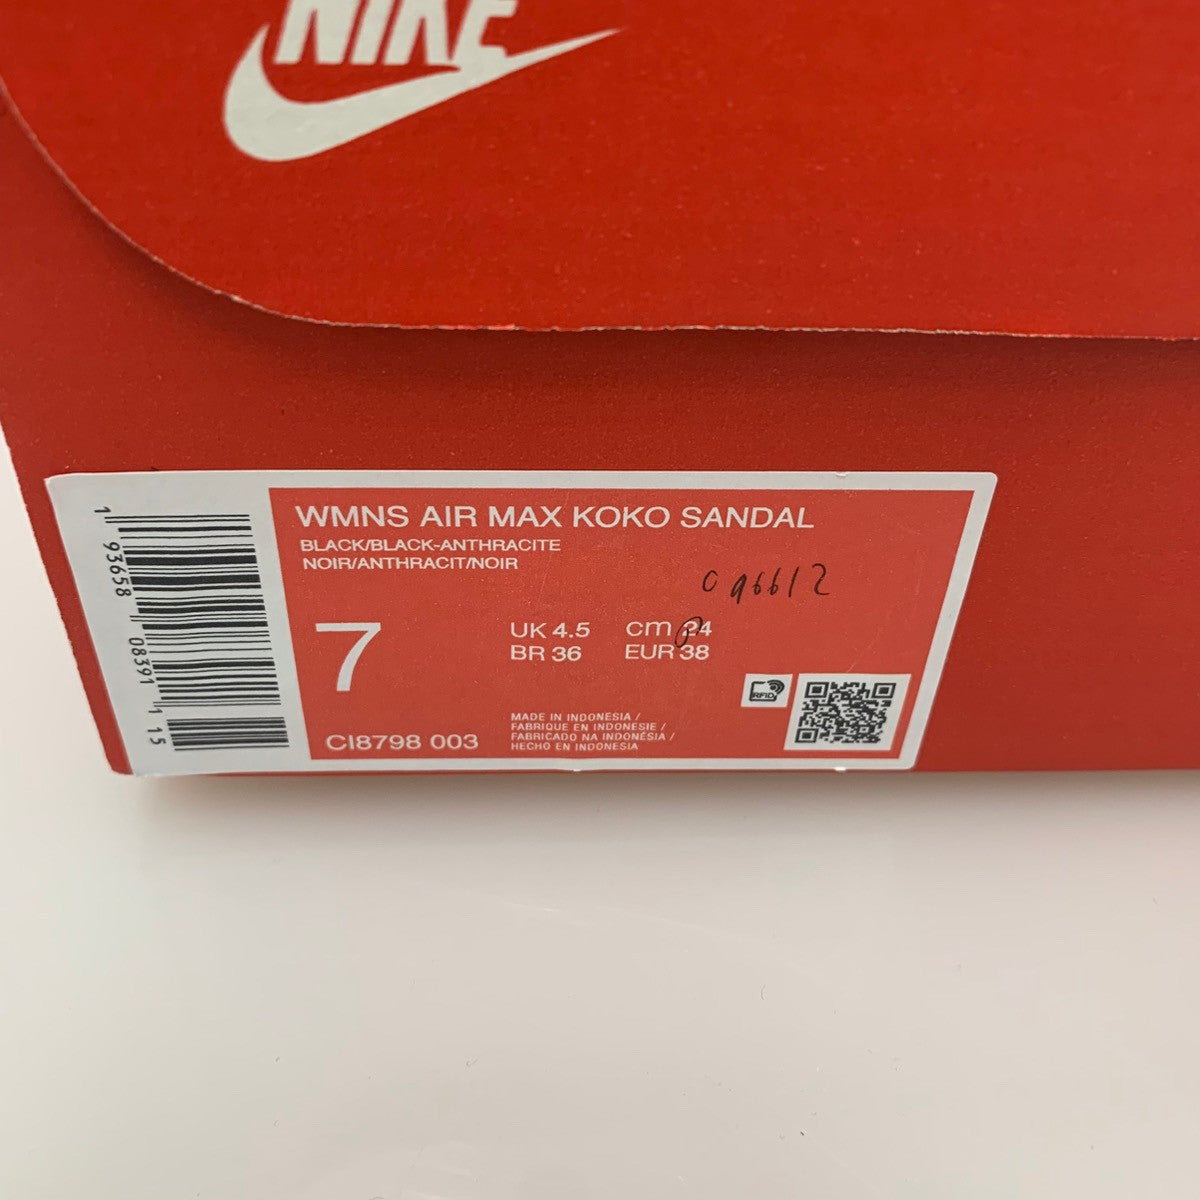 NIKE
WMNS AIR MAX KOKO SANDAL
BLACK/BLACK-ANTHRACITE
NOIR/ANTHRACIT/NOIR
7
UK 4.5 cm 24
BR 36 EUR 38
RFID
CI8798 003
MADE IN INDONESIA /
FABRIQUE EN INDONESIE /
FABRICADO NA INDONÉSIA /
HECHO EN INDONESIA
1 93658 08391 1 15